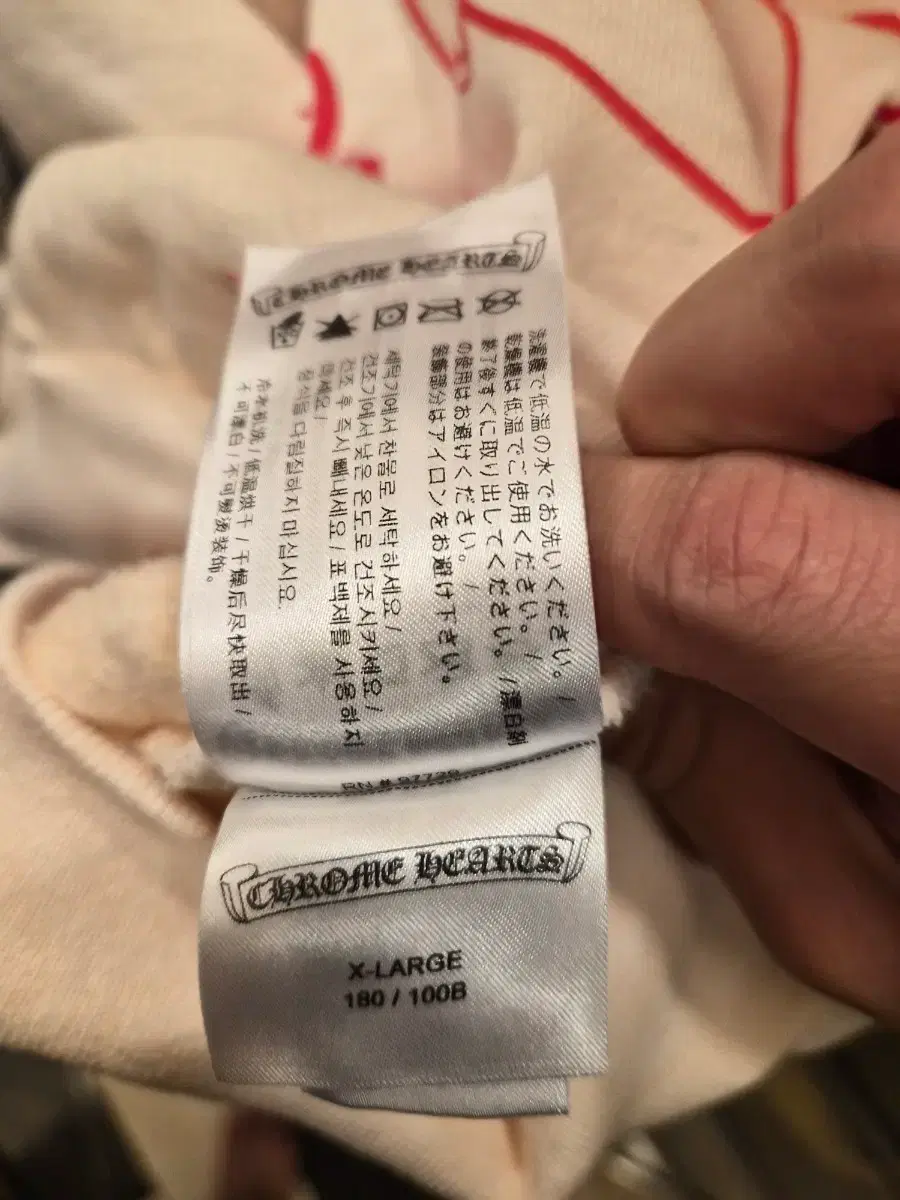 CHROME HEARTS
洗濯機で低温の水でお洗いください。 /
乾燥機は低温でご使用ください。 /
終了後すぐに取り出してください。 /漂白剤
の使用はお避けください。 /
装飾部分はアイロンをお避け下さい。
세탁기에서 찬물로 세탁하세요/
건조기에서 낮은 온도로 건조시키세요/
건조 후 즉시 빼내세요/ 표백제를 사용하지
마세요/
장식을 다림질하지 마십시요.
冷水机洗/低温烘干/干燥后尽快取出/
不可漂白/不可熨烫装饰。
RN #
CHROME HEARTS
X-LARGE
180 / 100B